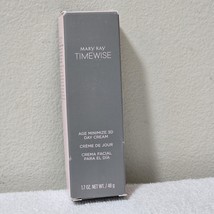 MARY KAY
TIMEWISE
AGE MINIMIZE 3D
DAY CREAM
CRÈME DE JOUR
CREMA FACIAL
PARA EL DÍA
1.7 OZ. NET WT. / 48 g